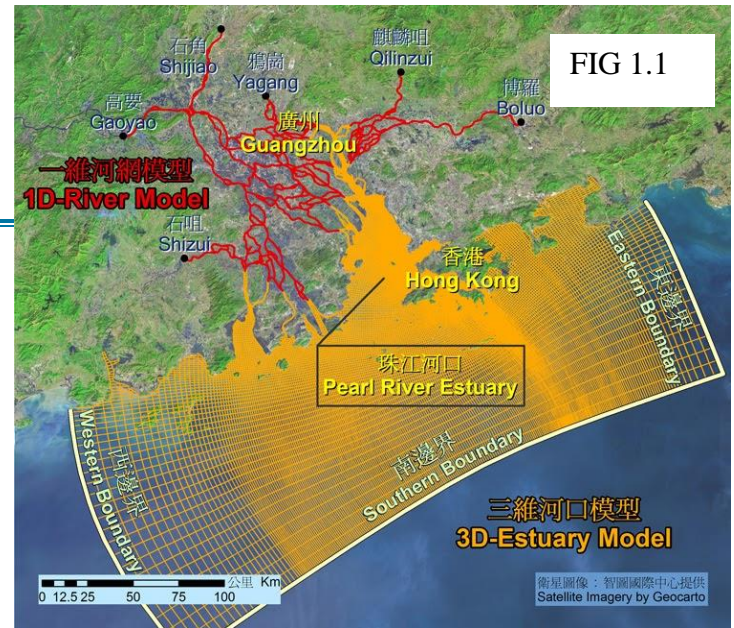 FIG 1.1
石角
Shijiao
鴉崗
Yagang
麒麟咀
Qilinzui
博羅
Boluo
高要
Gaoyao
廣州
Guangzhou
一維河網模型
1D-River Model
石咀
Shizui
香港
Hong Kong
東邊界
Eastern Boundary
珠江河口
Pearl River Estuary
西邊界
Western Boundary
南邊界
Southern Boundary
三維河口模型
3D-Estuary Model
公里 Km
0 12.5 25 50 75 100
衛星圖像：智圖國際中心提供
Satellite Imagery by Geocarto